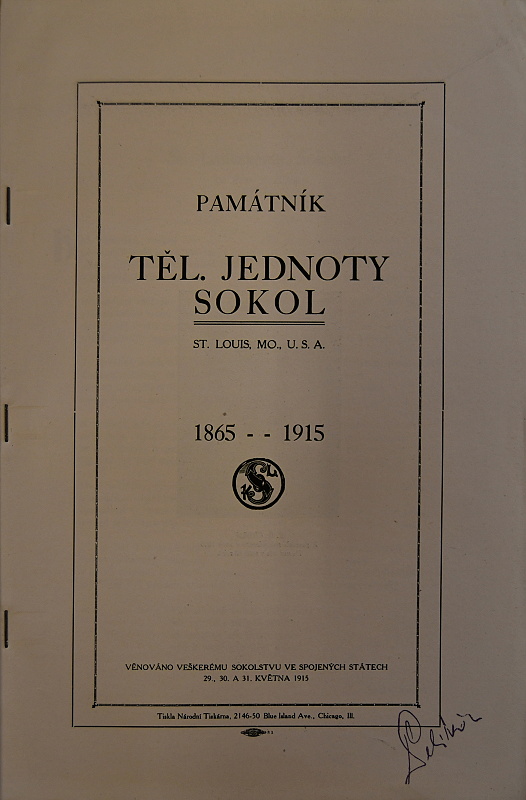 PAMÁTNÍK
TĚL. JEDNOTY
SOKOL
ST. LOUIS, MO., U. S. A.
1865 - - 1915
VĚNOVÁNO VEŠKERÉMU SOKOLSTVU VE SPOJENÝCH STÁTECH
29., 30. A 31. KVĚTNA 1915
Tiskla Národní Tiskárna, 2146-50 Blue Island Ave., Chicago, Ill.